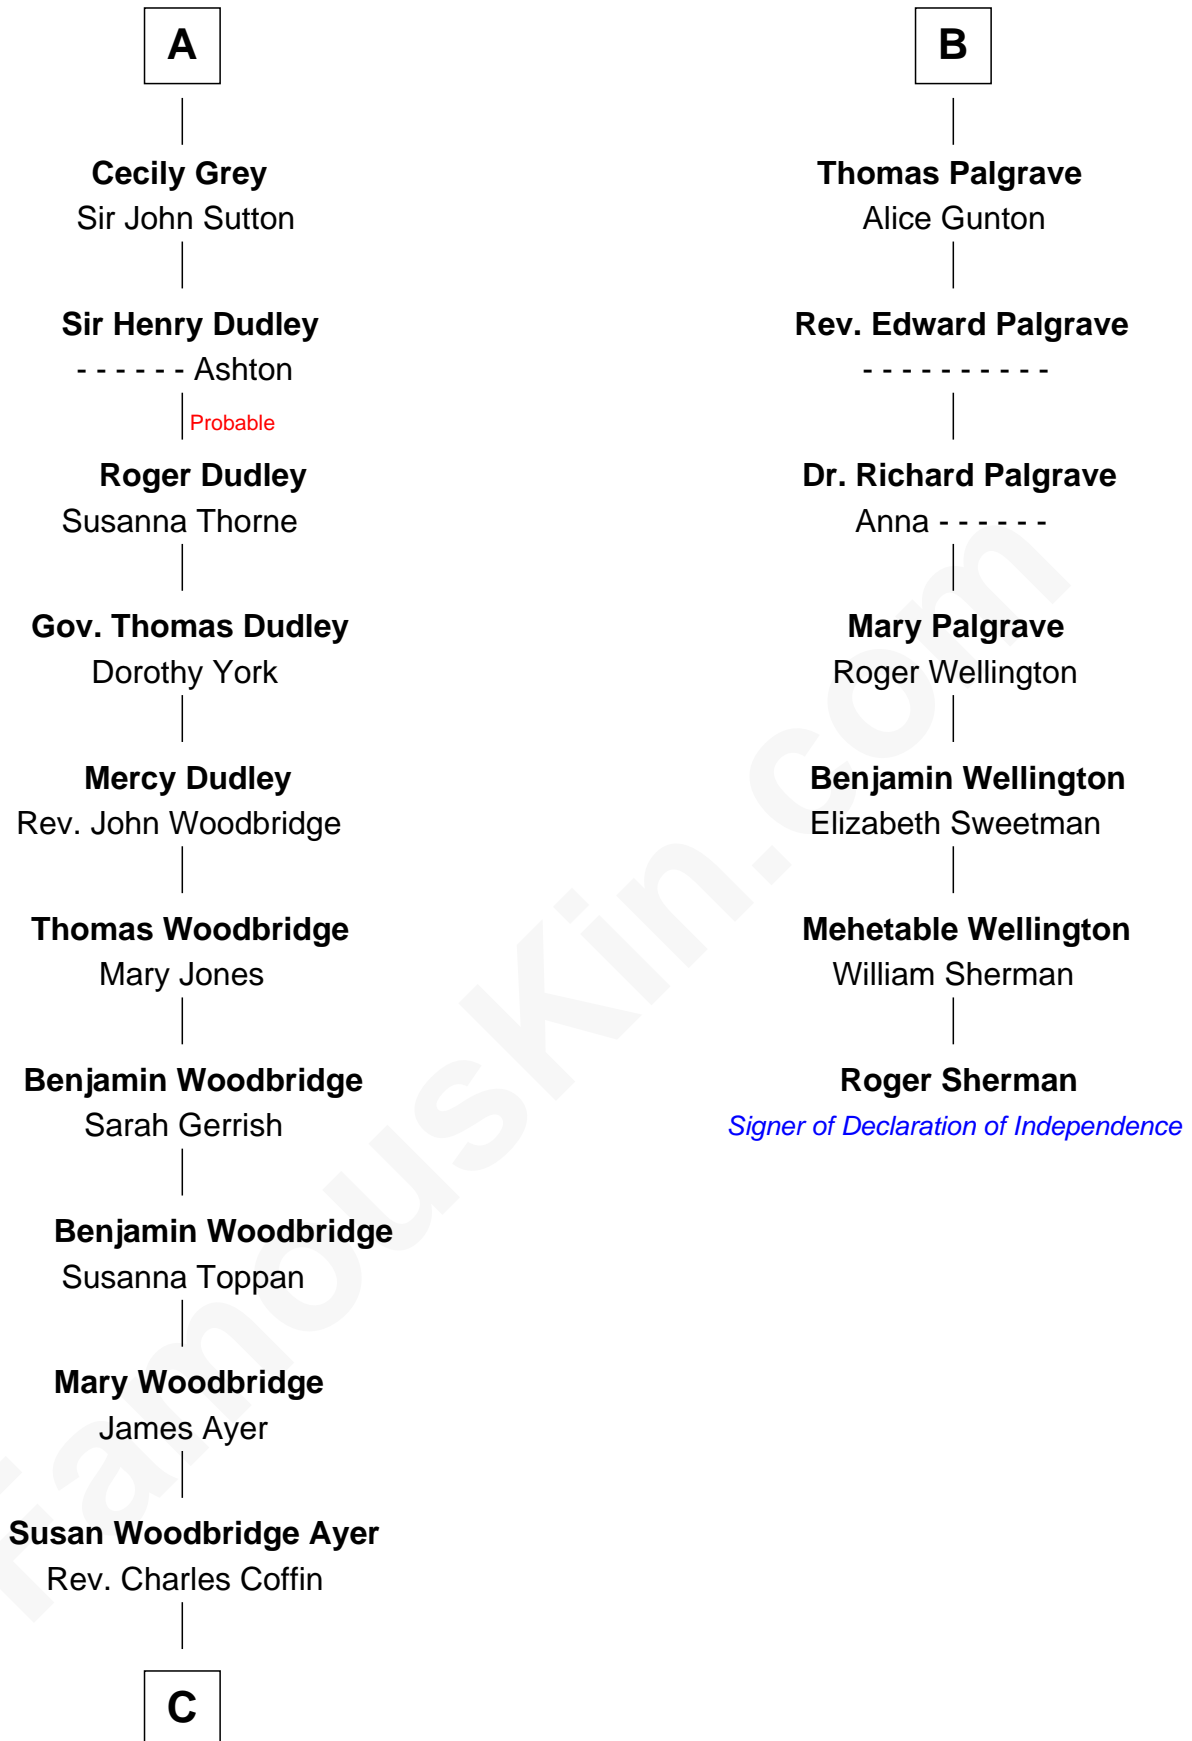 A
Cecily Grey
Sir John Sutton
Sir Henry Dudley
- - - - - - Ashton
Probable
Roger Dudley
Susanna Thorne
Gov. Thomas Dudley
Dorothy York
Mercy Dudley
Rev. John Woodbridge
Thomas Woodbridge
Mary Jones
Benjamin Woodbridge
Sarah Gerrish
Benjamin Woodbridge
Susanna Toppan
Mary Woodbridge
James Ayer
Susan Woodbridge Ayer
Rev. Charles Coffin
C
B
Thomas Palgrave
Alice Gunton
Rev. Edward Palgrave
- - - - - - - - - -
Dr. Richard Palgrave
Anna - - - - - -
Mary Palgrave
Roger Wellington
Benjamin Wellington
Elizabeth Sweetman
Mehetable Wellington
William Sherman
Roger Sherman
Signer of Declaration of Independence
FamousKin.com